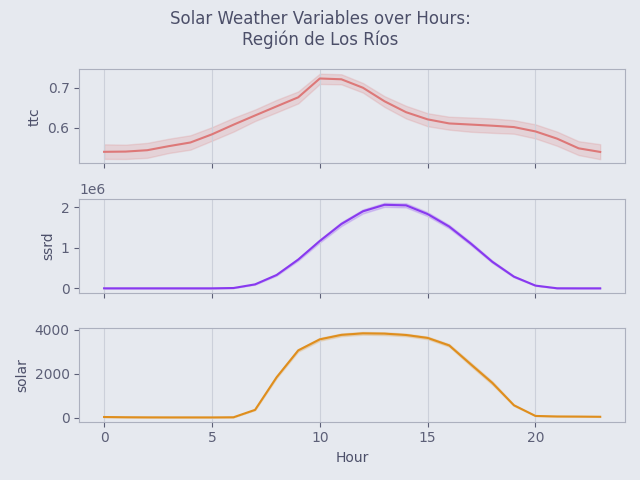 Solar Weather Variables over Hours:
Región de Los Ríos
0.7
0.6
ttc
1e6
2
1
0
ssrd
4000
2000
0
solar
0 5 10 15 20
Hour